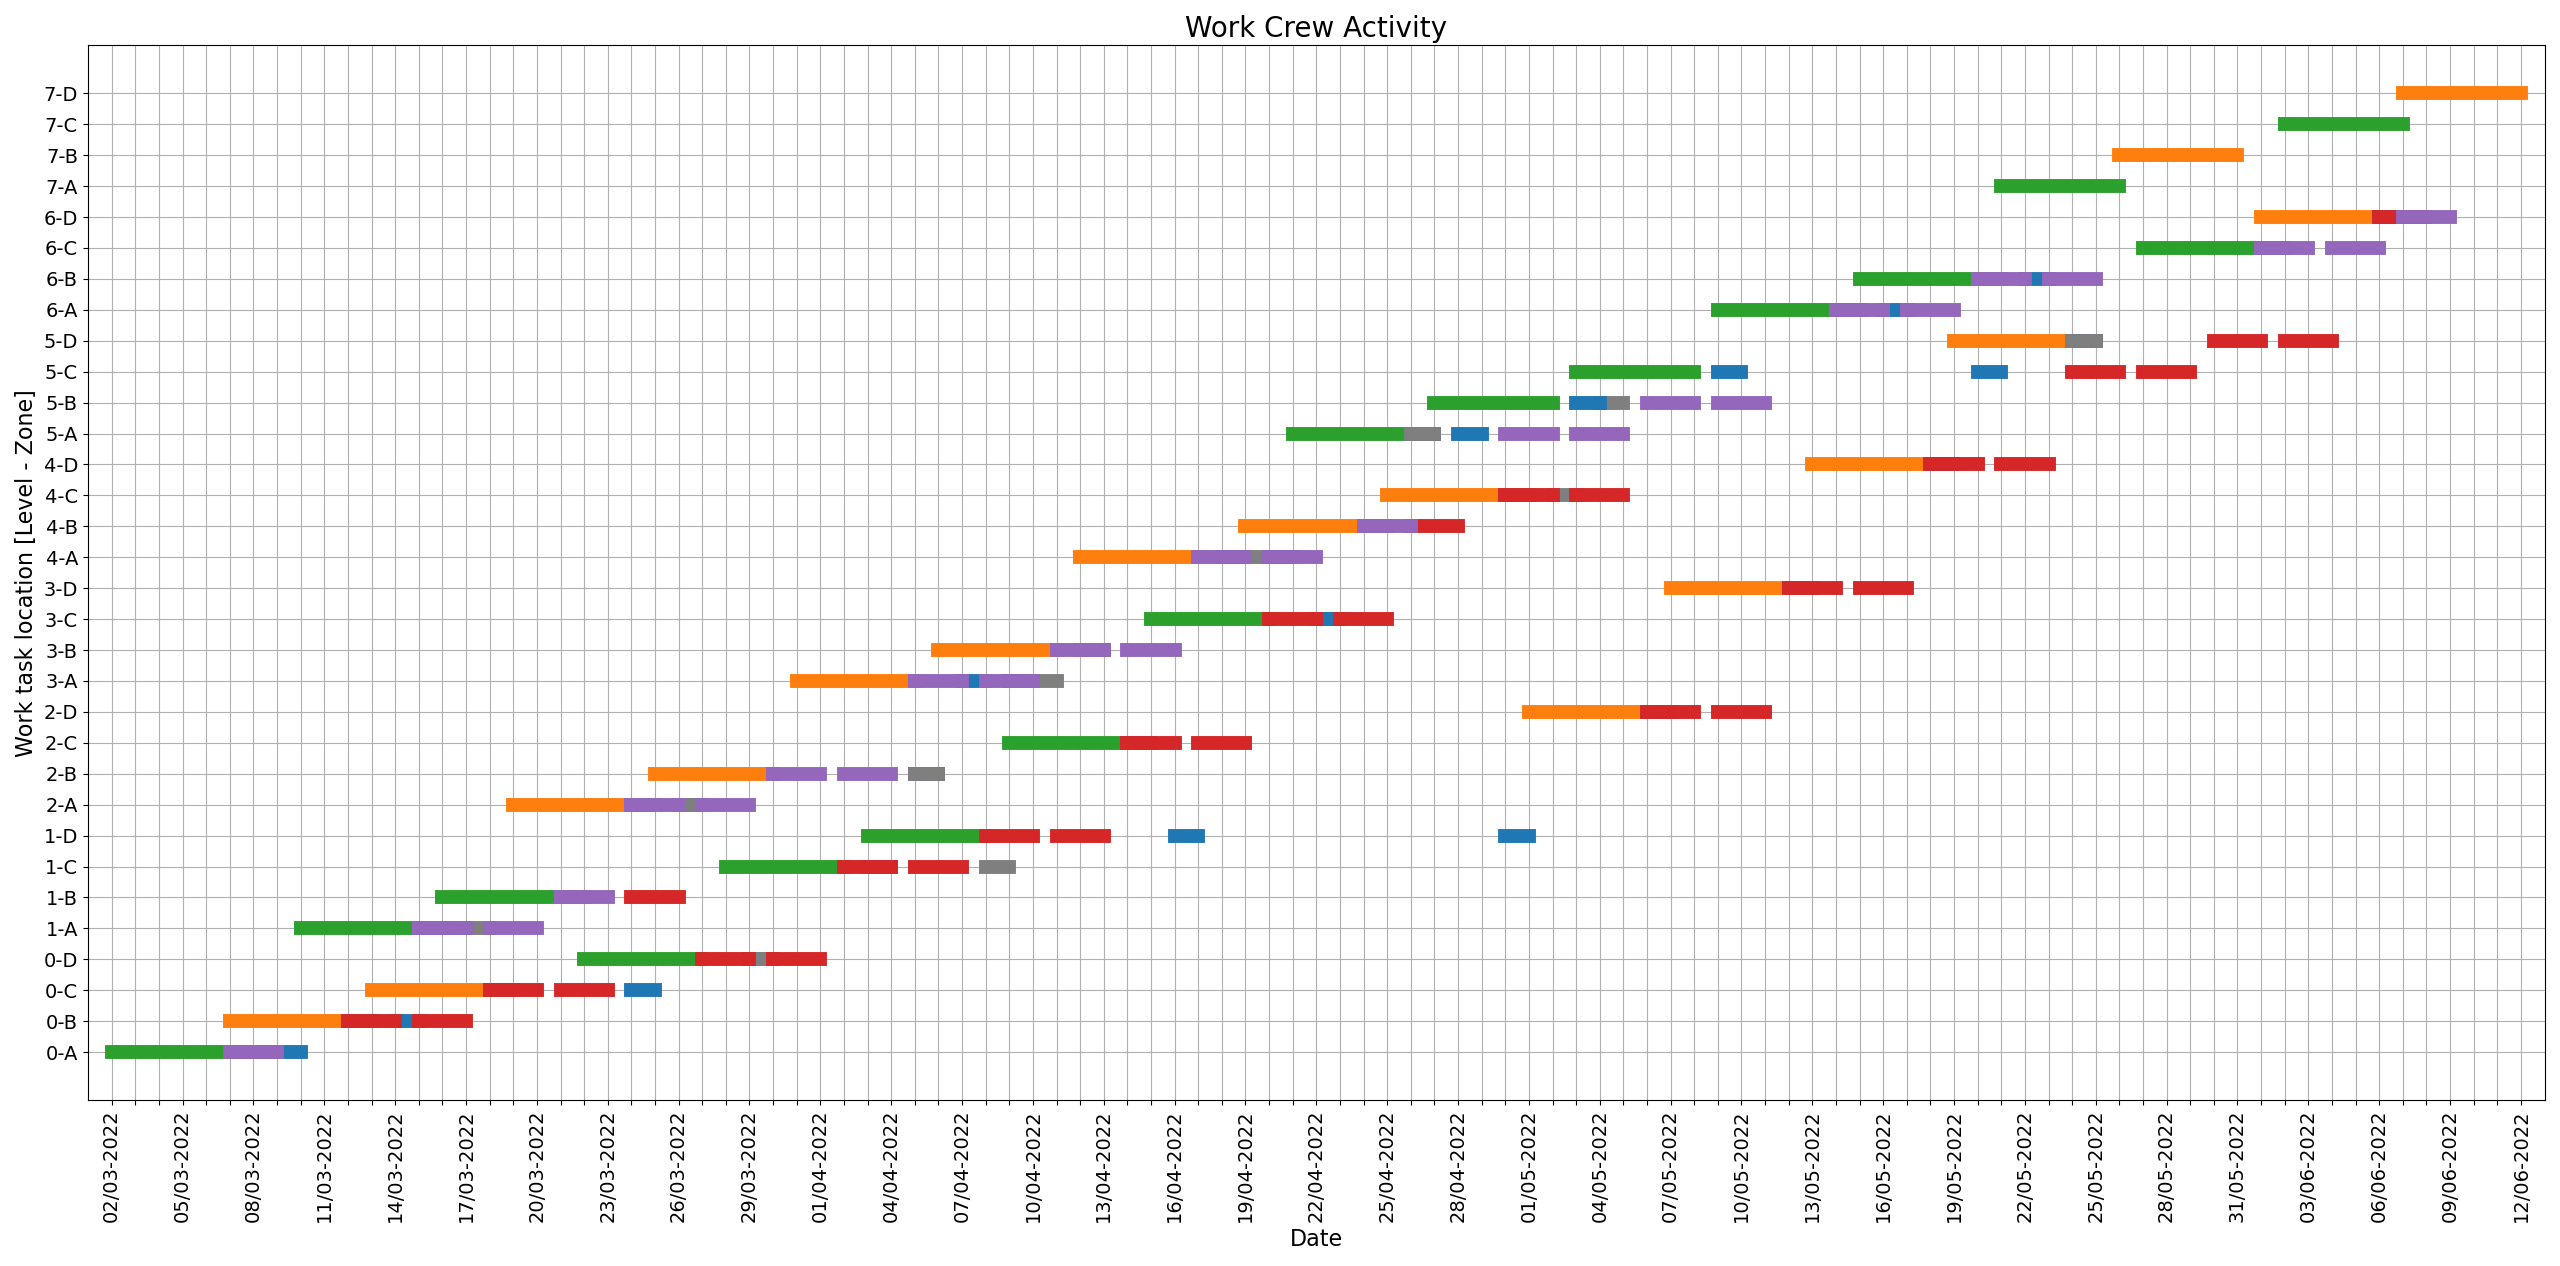 Work Crew Activity
Work task location [Level - Zone]
7-D
7-C
7-B
7-A
6-D
6-C
6-B
6-A
5-D
5-C
5-B
5-A
4-D
4-C
4-B
4-A
3-D
3-C
3-B
3-A
2-D
2-C
2-B
2-A
1-D
1-C
1-B
1-A
0-D
0-C
0-B
0-A
02/03-2022
05/03-2022
08/03-2022
11/03-2022
14/03-2022
17/03-2022
20/03-2022
23/03-2022
26/03-2022
29/03-2022
01/04-2022
04/04-2022
07/04-2022
10/04-2022
13/04-2022
16/04-2022
19/04-2022
22/04-2022
25/04-2022
28/04-2022
01/05-2022
04/05-2022
07/05-2022
10/05-2022
13/05-2022
16/05-2022
19/05-2022
22/05-2022
25/05-2022
28/05-2022
31/05-2022
03/06-2022
06/06-2022
09/06-2022
12/06-2022
Date